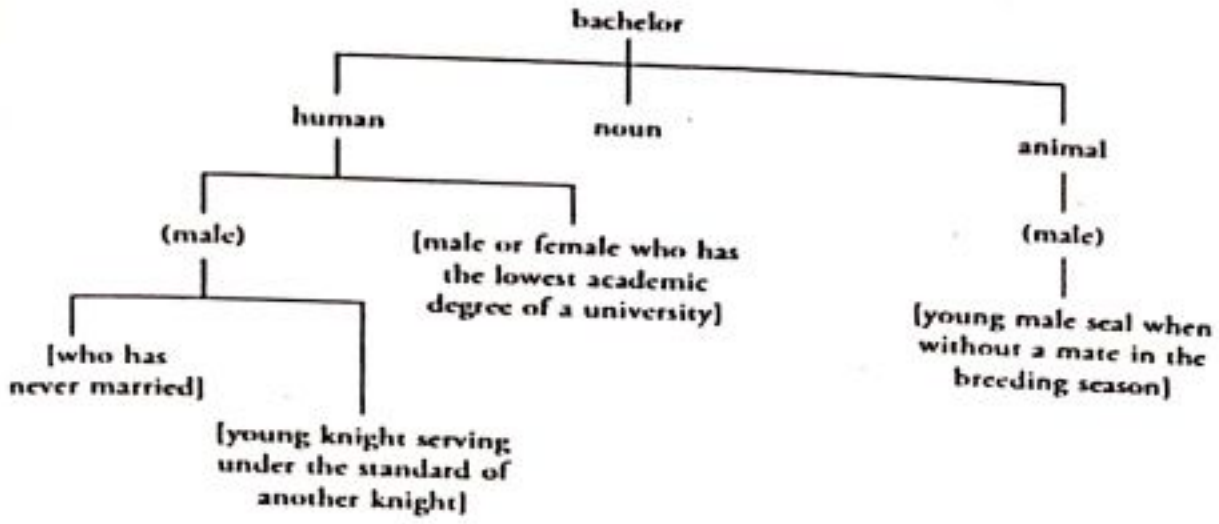 bachelor
human
noun
animal
(male)
[male or female who has
the lowest academic
degree of a university]
(male)
[young male seal when
without a mate in the
breeding season]
[who has
never married]
[young knight serving
under the standard of
another knight]